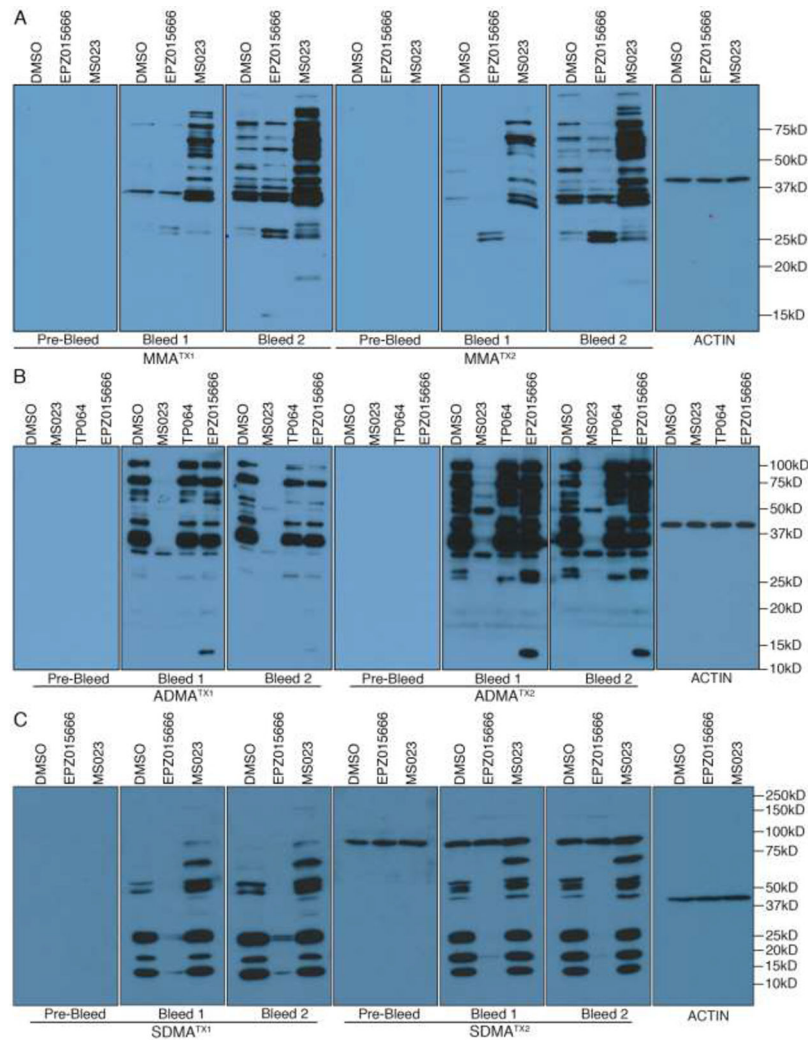 A
DMSO EPZ015666 MS023 DMSO EPZ015666 MS023 DMSO EPZ015666 MS023 DMSO EPZ015666 MS023 DMSO EPZ015666 MS023 DMSO EPZ015666 MS023 DMSO EPZ015666 MS023
75kD
50kD
37kD
25kD
20kD
15kD
Pre-Bleed Bleed 1 Bleed 2 Pre-Bleed Bleed 1 Bleed 2 ACTIN
MMATX1 MMATX2
B
DMSO MS023 TP064 EPZ015666 DMSO MS023 TP064 EPZ015666 DMSO MS023 TP064 EPZ015666 DMSO MS023 TP064 EPZ015666 DMSO MS023 TP064 EPZ015666 DMSO MS023 TP064 EPZ015666 DMSO MS023 TP064 EPZ015666
100kD
75kD
50kD
37kD
25kD
20kD
15kD
10kD
Pre-Bleed Bleed 1 Bleed 2 Pre-Bleed Bleed 1 Bleed 2 ACTIN
ADMATX1 ADMATX2
C
DMSO EPZ015666 MS023 DMSO EPZ015666 MS023 DMSO EPZ015666 MS023 DMSO EPZ015666 MS023 DMSO EPZ015666 MS023 DMSO EPZ015666 MS023 DMSO EPZ015666 MS023
250kD
150kD
100kD
75kD
50kD
37kD
25kD
20kD
15kD
10kD
Pre-Bleed Bleed 1 Bleed 2 Pre-Bleed Bleed 1 Bleed 2 ACTIN
SDMATX1 SDMATX2